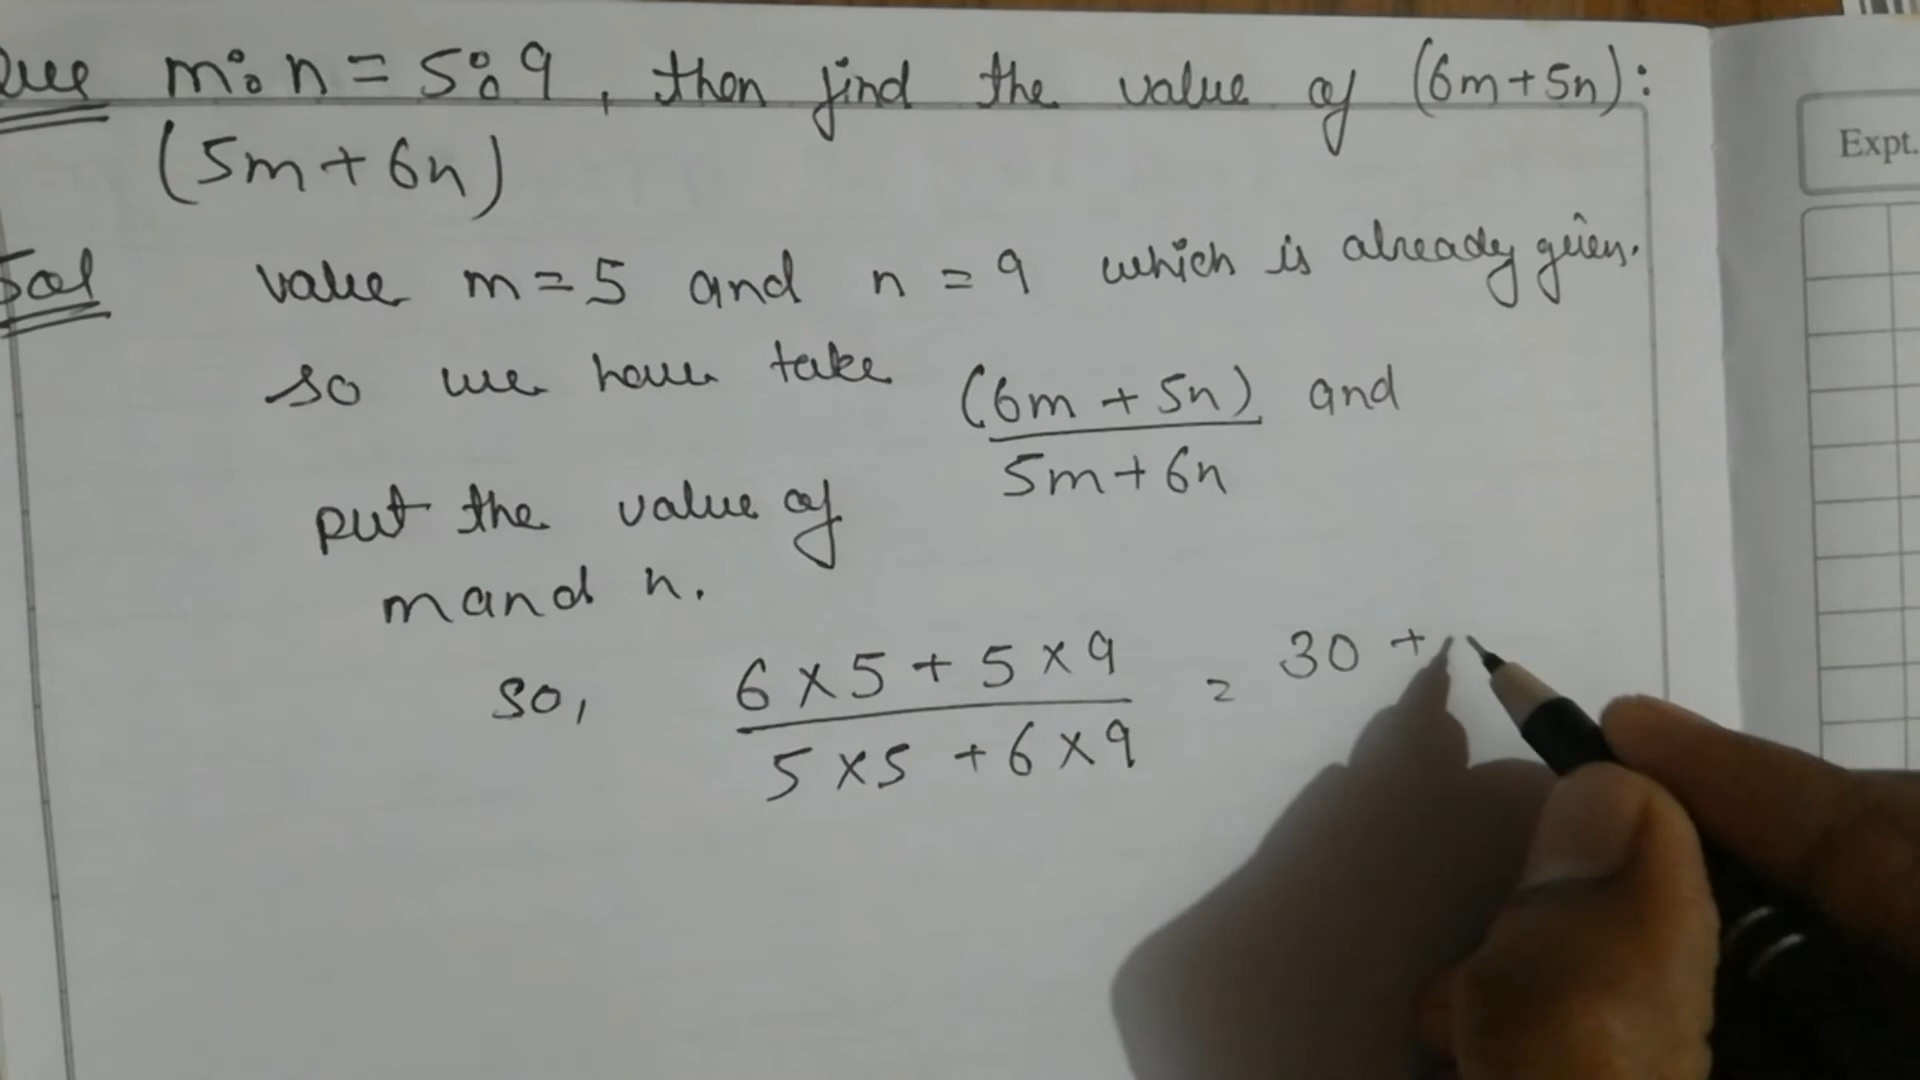 Que m:n = 5:9, then find the value of (6m+5n):
(5m+6n)
Sol value m=5 and n = 9 which is already given.
so we have take (6m + 5n) and
5m+6n
put the value of
m and n.
so, 6×5+5×9 = 30 +
5×5 +6×9
Expt.